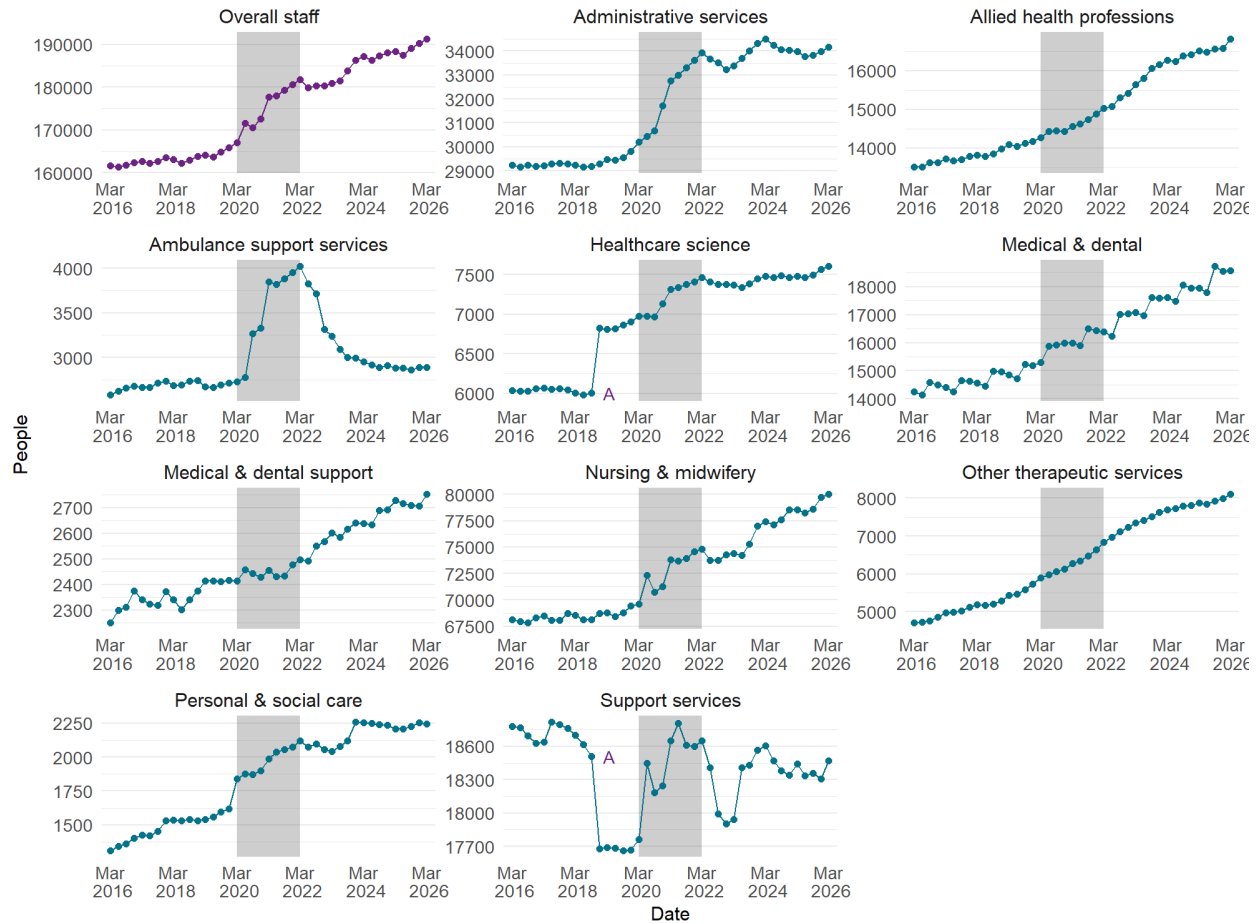 Overall staff
Administrative services
Allied health professions
190000
180000
170000
160000
34000
33000
32000
31000
30000
29000
16000
15000
14000
Mar 2016 Mar 2018 Mar 2020 Mar 2022 Mar 2024 Mar 2026
Mar 2016 Mar 2018 Mar 2020 Mar 2022 Mar 2024 Mar 2026
Mar 2016 Mar 2018 Mar 2020 Mar 2022 Mar 2024 Mar 2026
Ambulance support services
Healthcare science
Medical & dental
4000
3000
7500
7000
6500
6000
A
18000
17000
16000
15000
14000
Mar 2016 Mar 2018 Mar 2020 Mar 2022 Mar 2024 Mar 2026
Mar 2016 Mar 2018 Mar 2020 Mar 2022 Mar 2024 Mar 2026
Mar 2016 Mar 2018 Mar 2020 Mar 2022 Mar 2024 Mar 2026
People
Medical & dental support
Nursing & midwifery
Other therapeutic services
2700
2600
2500
2400
2300
80000
77500
75000
72500
70000
67500
8000
7000
6000
5000
Mar 2016 Mar 2018 Mar 2020 Mar 2022 Mar 2024 Mar 2026
Mar 2016 Mar 2018 Mar 2020 Mar 2022 Mar 2024 Mar 2026
Mar 2016 Mar 2018 Mar 2020 Mar 2022 Mar 2024 Mar 2026
Personal & social care
Support services
2250
2000
1750
1500
18600
18300
18000
17700
A
Mar 2016 Mar 2018 Mar 2020 Mar 2022 Mar 2024 Mar 2026
Mar 2016 Mar 2018 Mar 2020 Mar 2022 Mar 2024 Mar 2026
Date